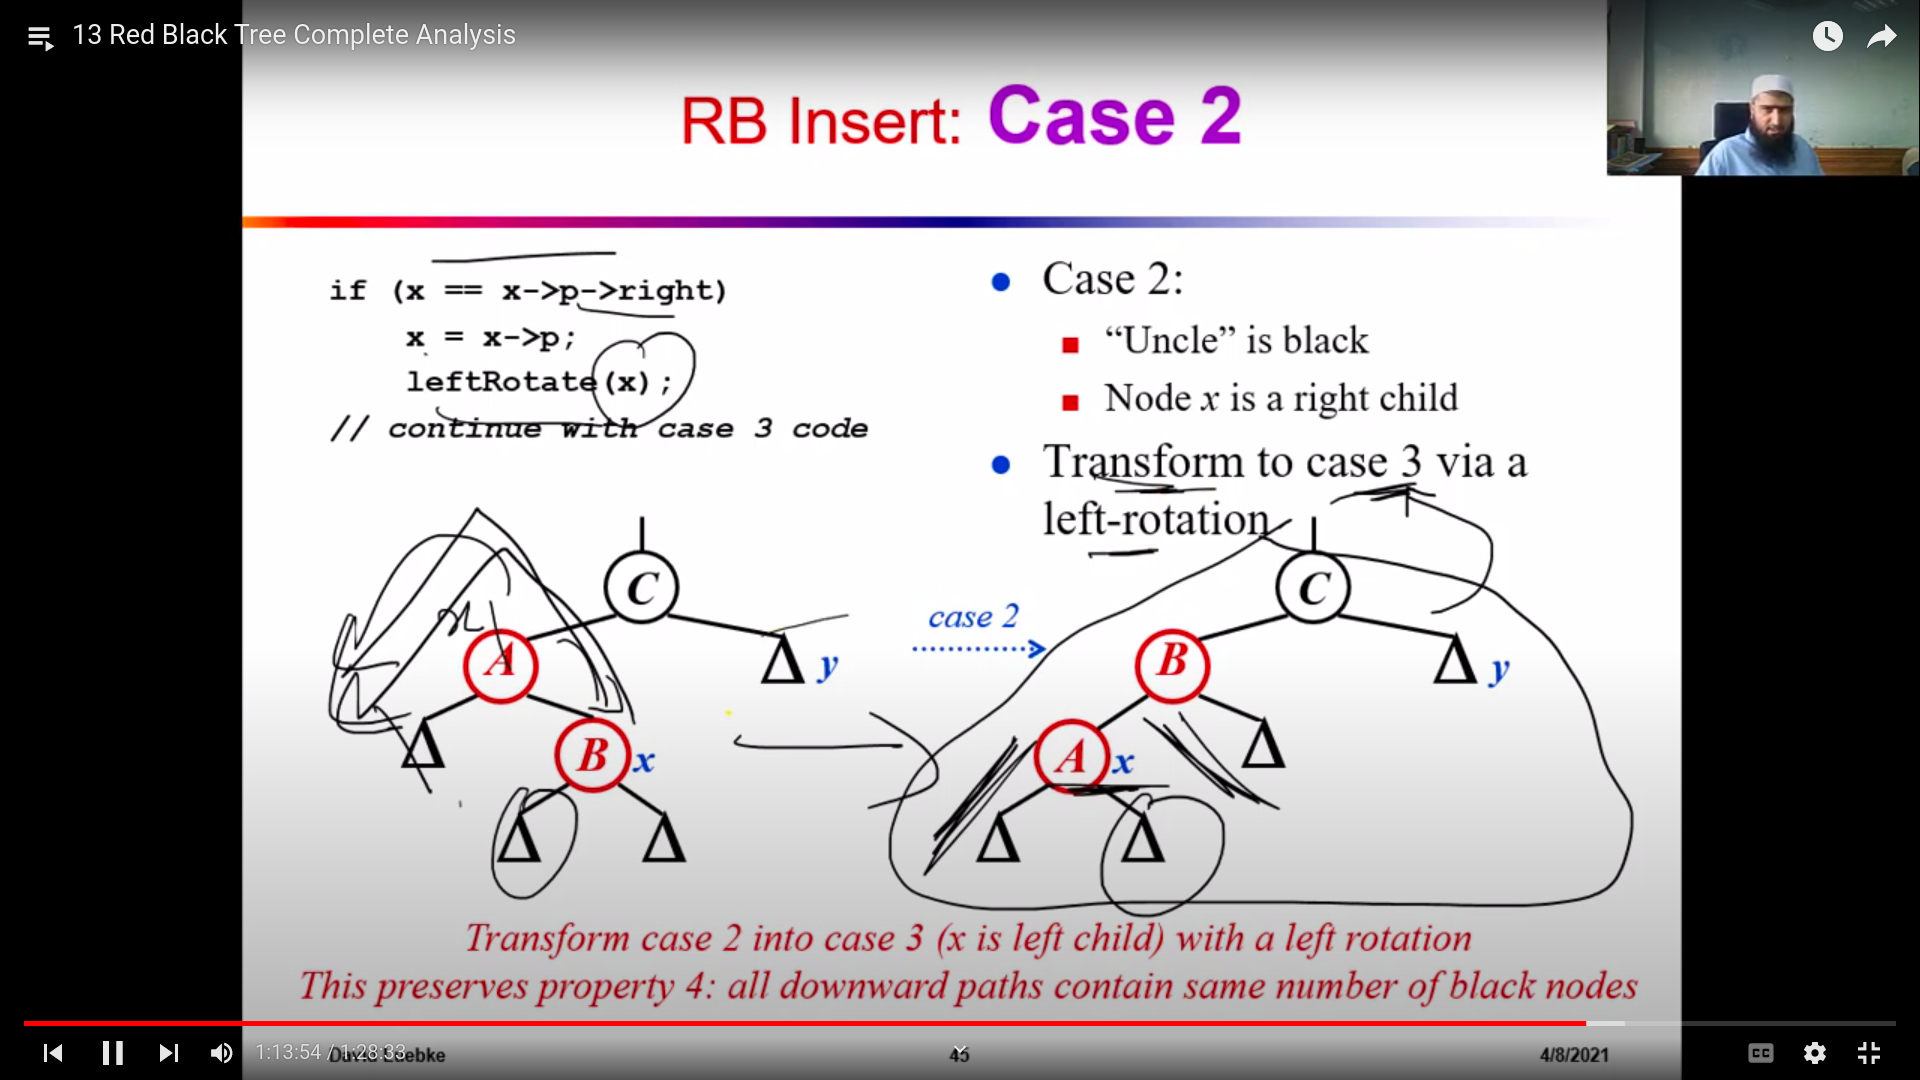 13 Red Black Tree Complete Analysis
RB Insert: Case 2
if (x == x->p->right)
x = x->p;
leftRotate(x);
// continue with case 3 code
Case 2:
“Uncle” is black
Node x is a right child
Transform to case 3 via a
left-rotation
C
A
Δ y
Δ
B x
Δ Δ
case 2
C
B
Δ y
A x
Δ
Δ Δ
Transform case 2 into case 3 (x is left child) with a left rotation
This preserves property 4: all downward paths contain same number of black nodes
1:13:54 / 1:28:33
David Luebke
45
4/8/2021
CC